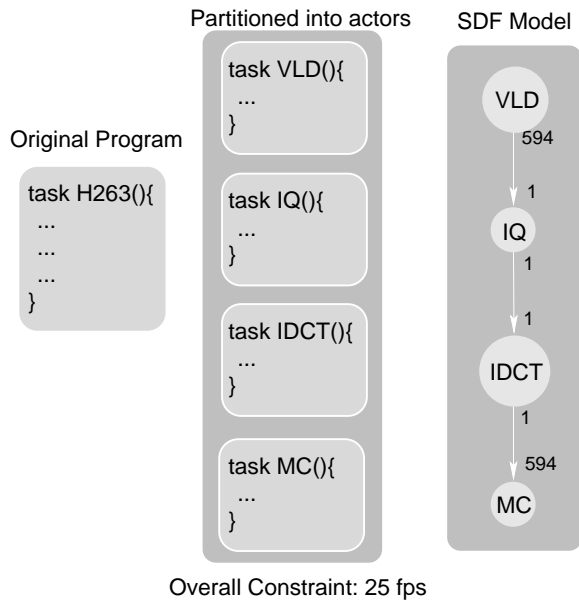 Original Program
task H263(){
...
...
...
}
Partitioned into actors
task VLD(){
...
}
task IQ(){
...
}
task IDCT(){
...
}
task MC(){
...
}
SDF Model
VLD
594
1
IQ
1
1
IDCT
1
594
MC
Overall Constraint: 25 fps